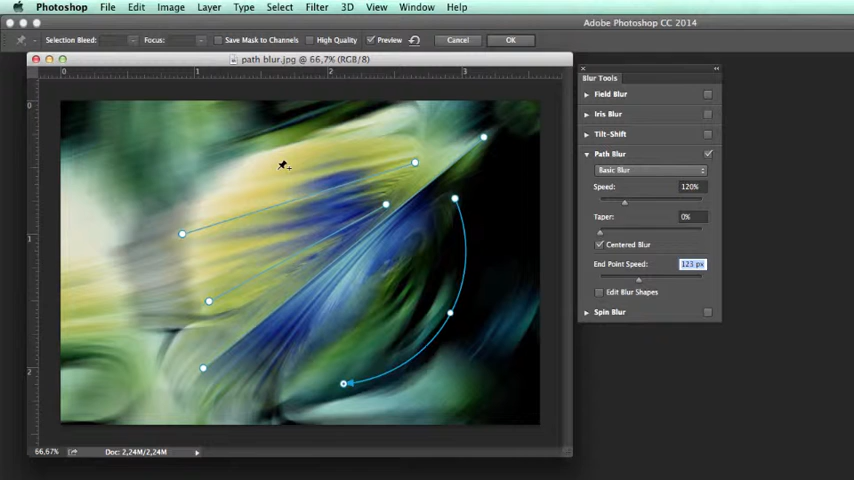 Photoshop File Edit Image Layer Type Select Filter 3D View Window Help
Adobe Photoshop CC 2014
Selection Bleed: Focus: Save Mask to Channels High Quality Preview Cancel OK
path blur.jpg @ 66,7% (RGB/8)
0 1 2 3
0
1
2
66,67% Doc: 2,24M/2,24M
Blur Tools
Field Blur
Iris Blur
Tilt-Shift
Path Blur
Basic Blur
Speed: 120%
Taper: 0%
Centered Blur
End Point Speed: 123 px
Edit Blur Shapes
Spin Blur